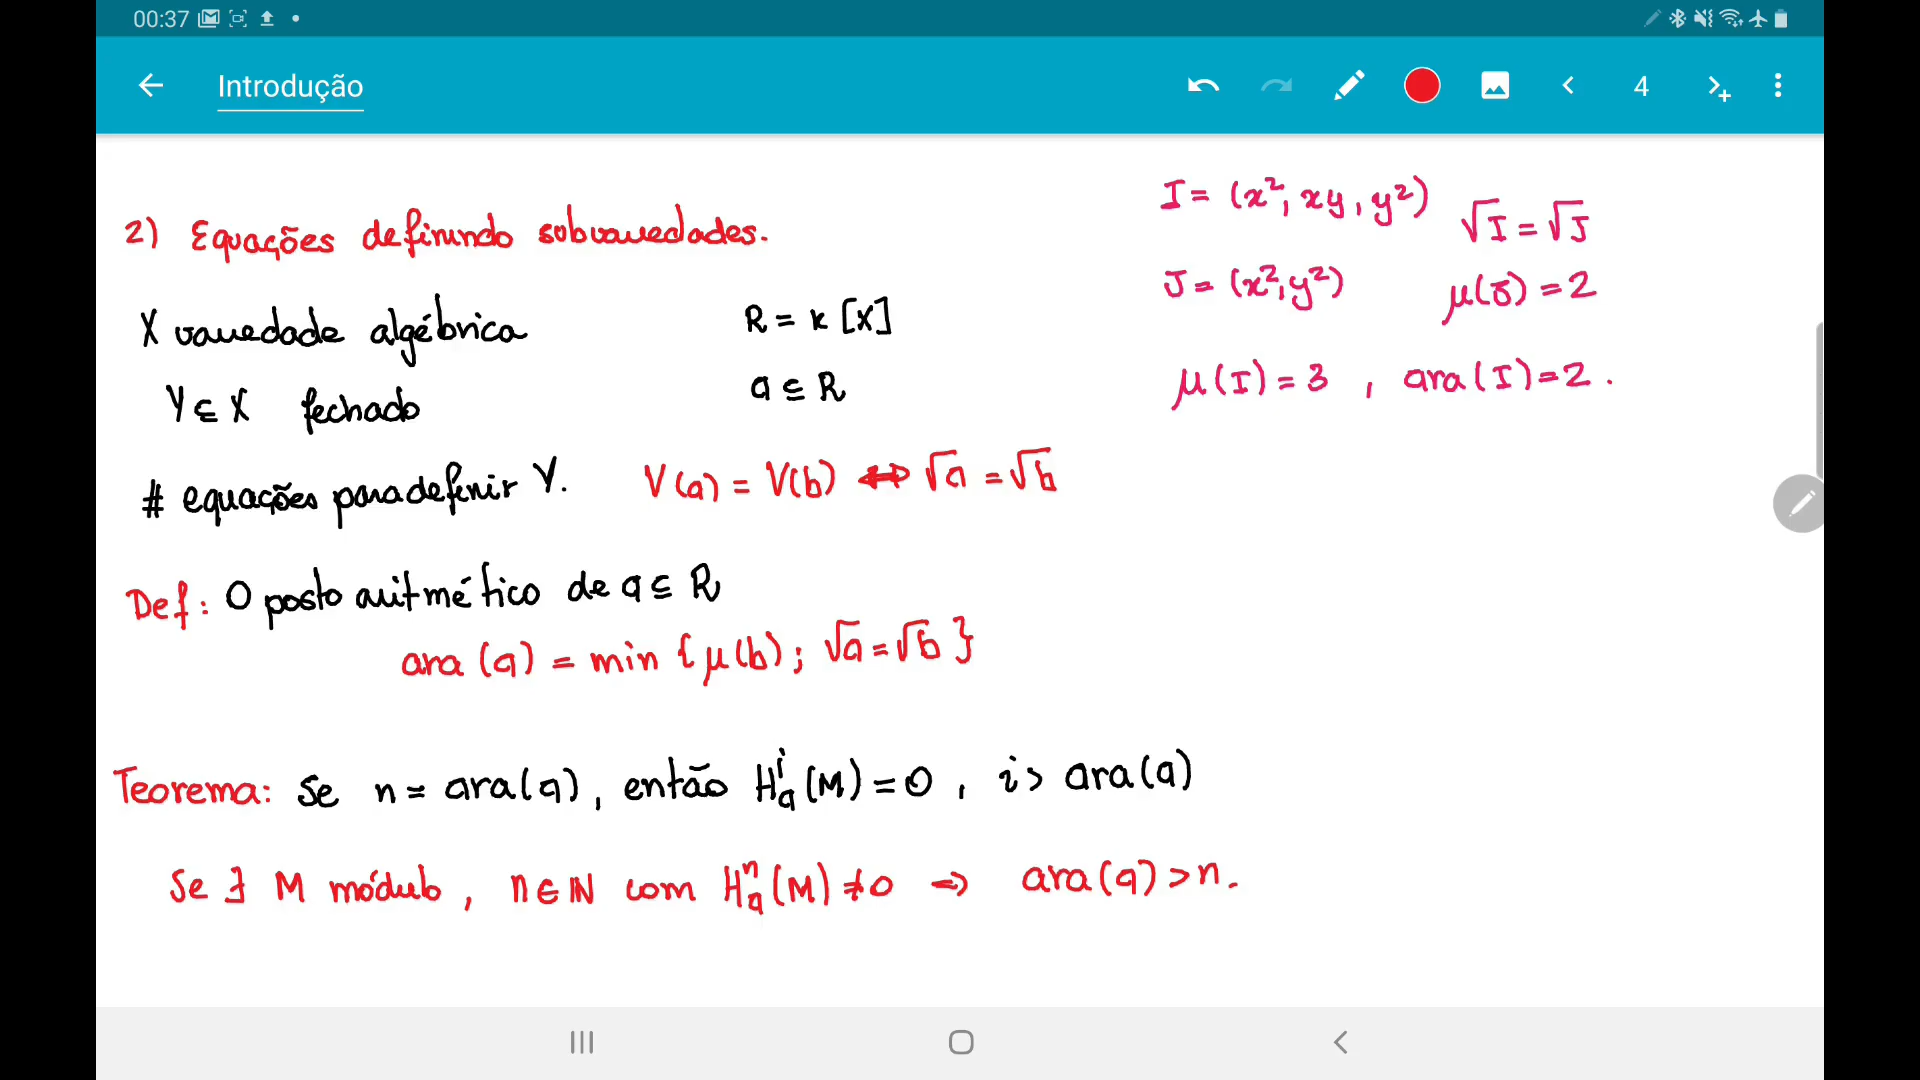 00:37
Introdução
4
2) Equações definindo subvariedades.
X variedade algébrica
Y ⊆ X fechado
# equações para definir Y.
R = k [X]
a ⊆ R
V(a) = V(b) ⟺ √a = √b
I = (x², xy, y²)
√I = √J
J = (x², y²)
μ(J) = 2
μ(I) = 3 , ara(I) = 2.
Def: O posto aritmético de a ⊆ R
ara (a) = min { μ(b) ; √a = √b }
Teorema: Se n = ara(a), então Hᵢₐ(M) = 0 , i > ara(a)
Se ∃ M módulo , n ∈ ℕ com Hⁿₐ(M) ≠ 0 ⇒ ara(a) > n.